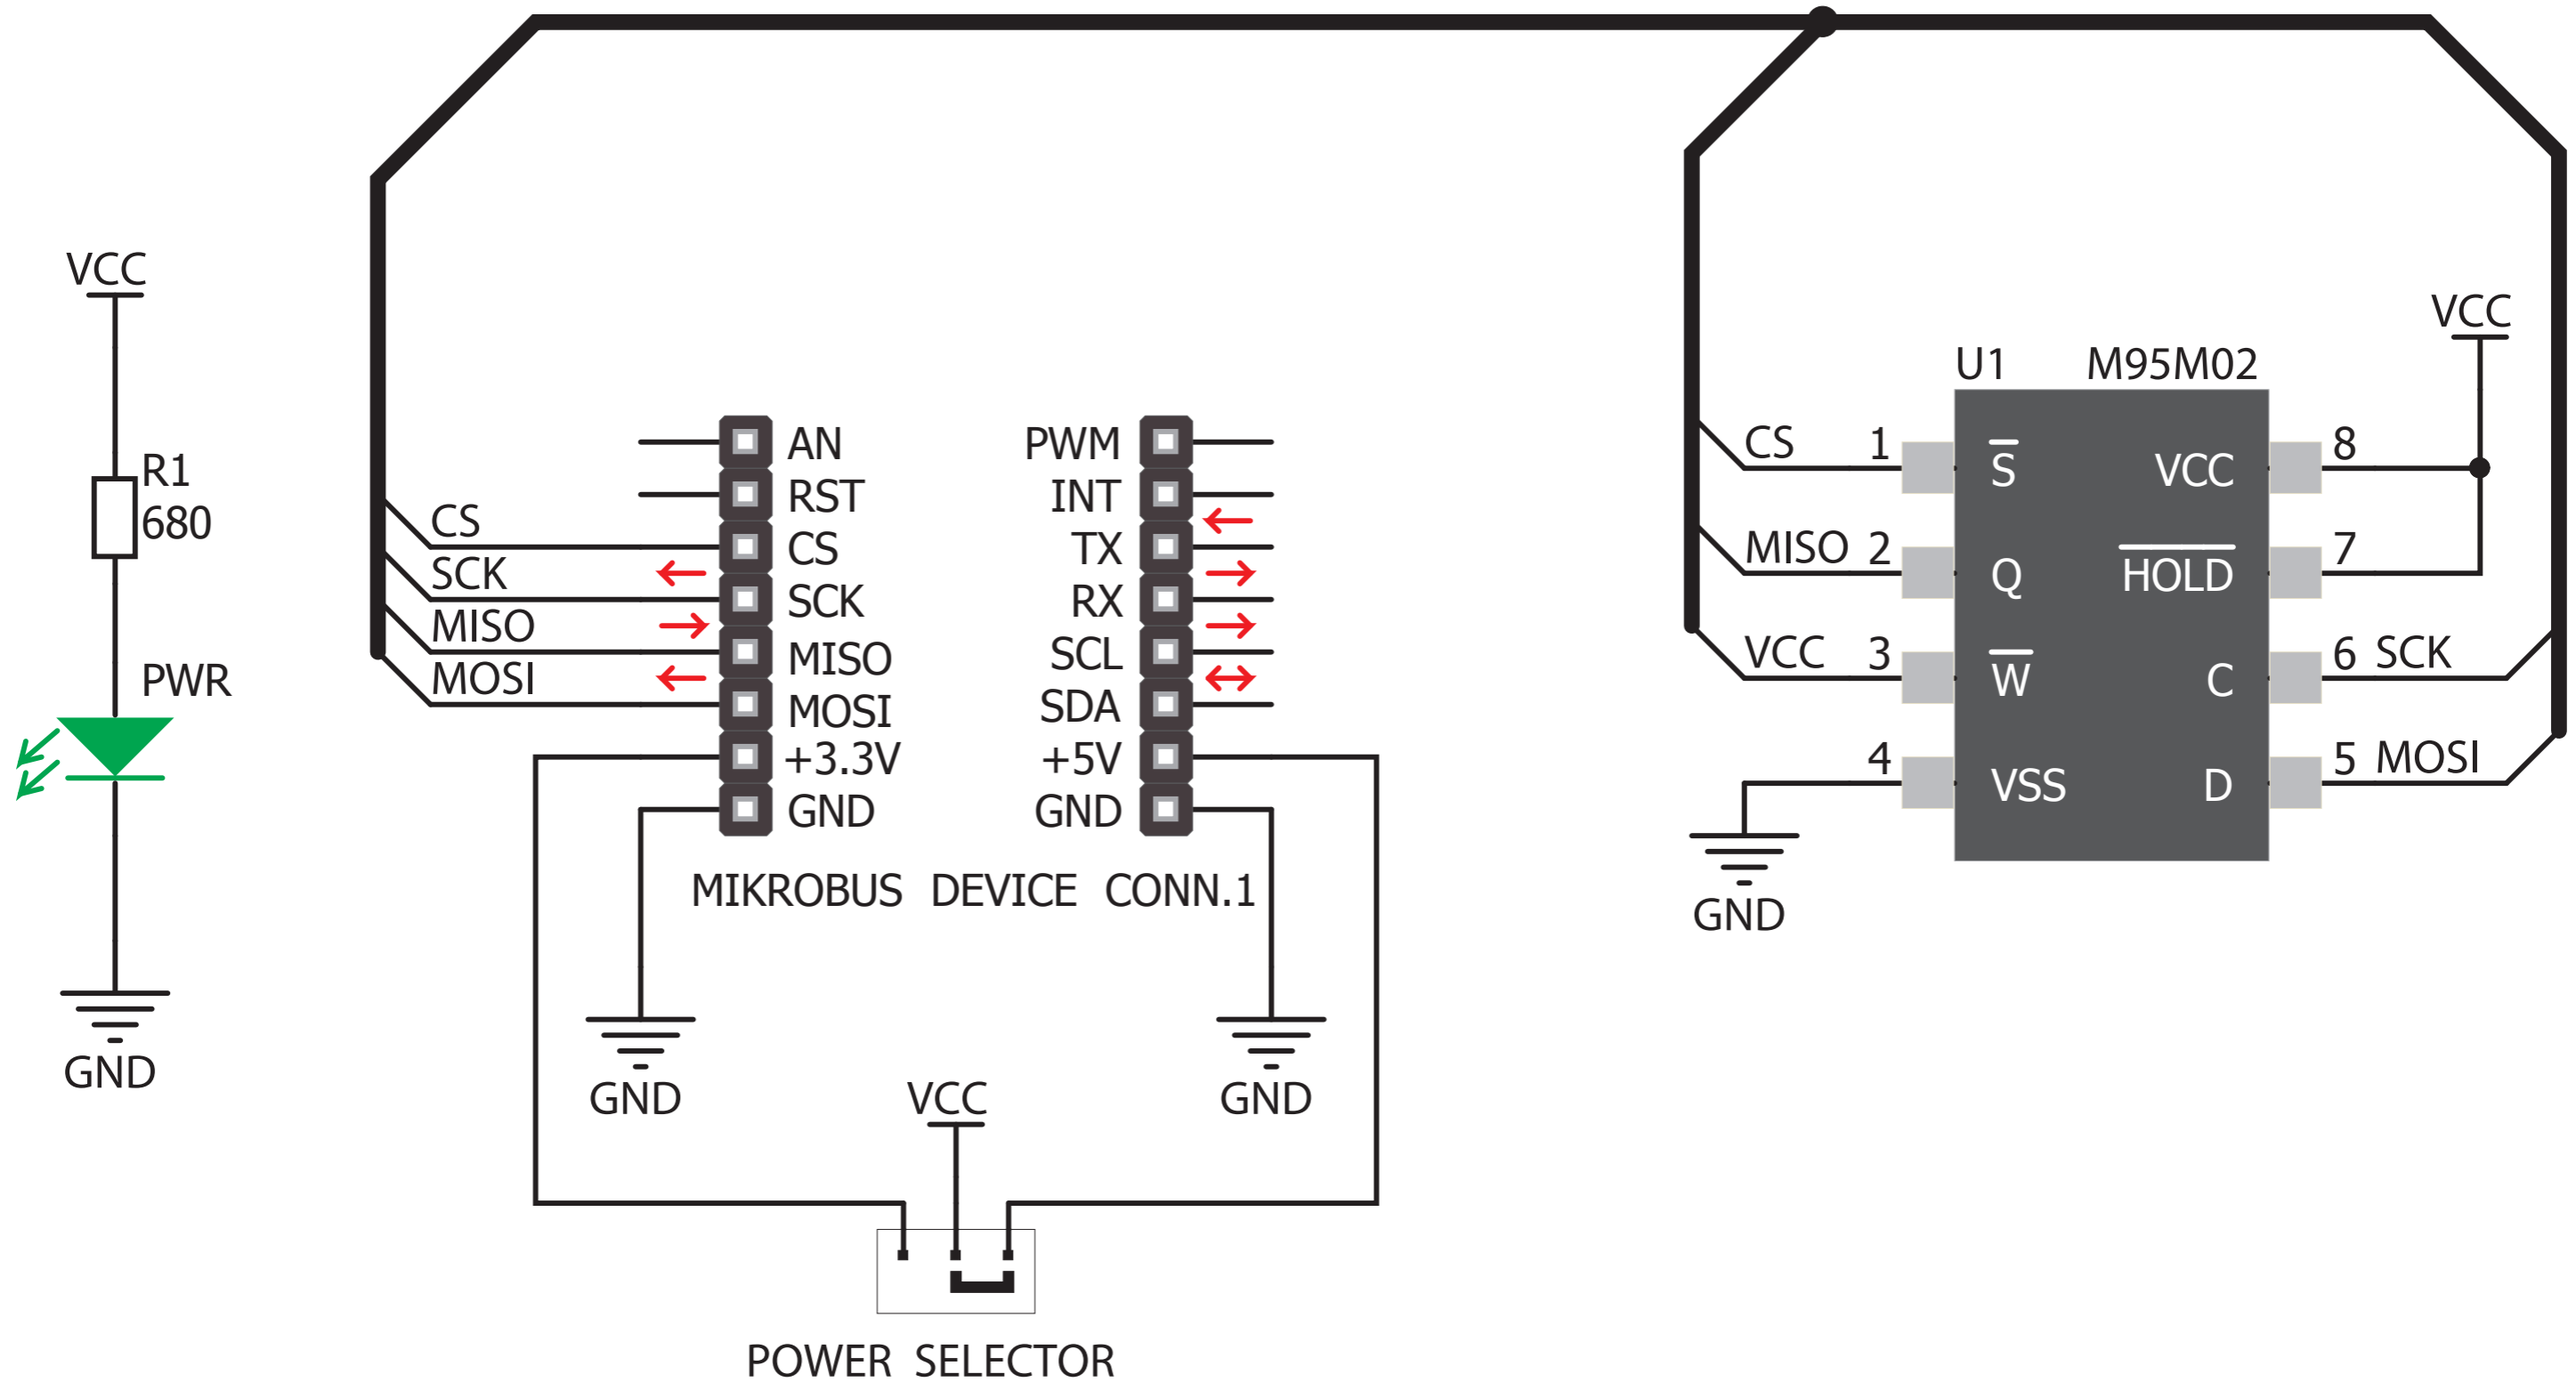 VCC
R1
680
PWR
GND
CS
SCK
MISO
MOSI
AN
RST
CS
SCK
MISO
MOSI
+3.3V
GND
PWM
INT
TX
RX
SCL
SDA
+5V
GND
MIKROBUS DEVICE CONN.1
GND
GND
VCC
POWER SELECTOR
U1 M95M02
VCC
CS 1 S VCC 8
MISO 2 Q HOLD 7
VCC 3 W C 6 SCK
4 VSS D 5 MOSI
GND